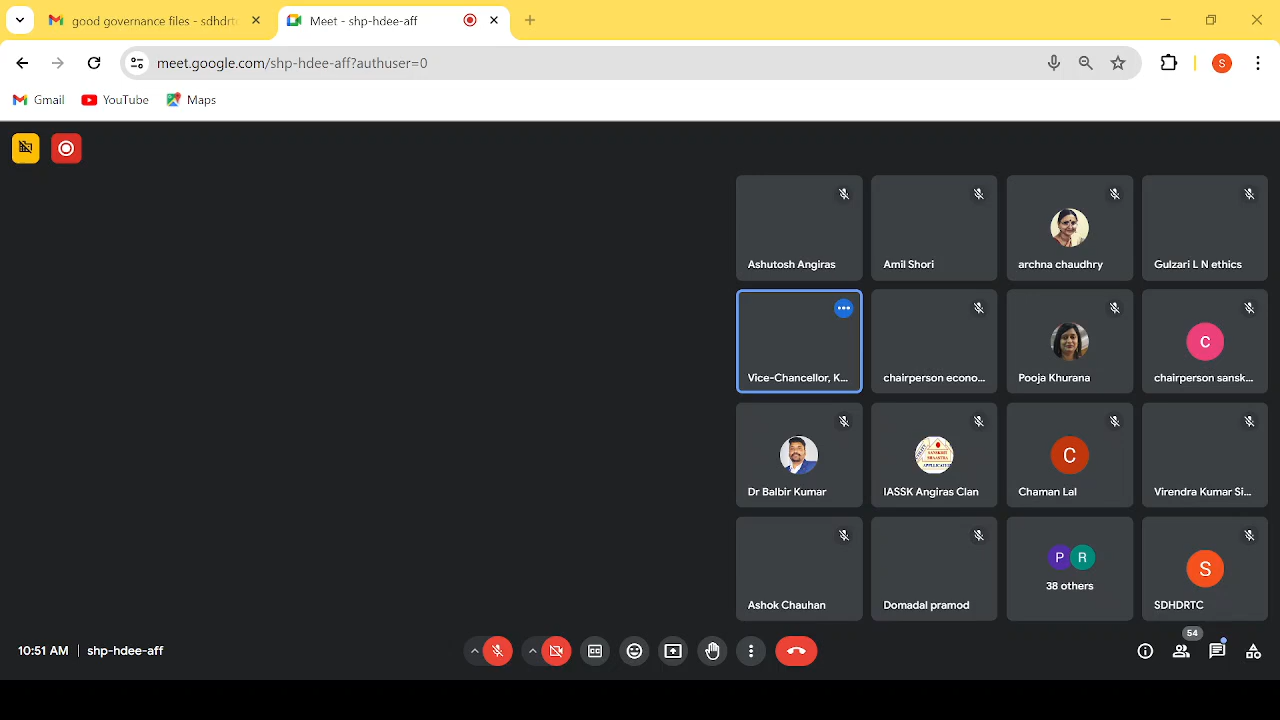 good governance files - sdhdrt
Meet - shp-hdee-aff
meet.google.com/shp-hdee-aff?authuser=0
S
Gmail
YouTube
Maps
Ashutosh Angiras
Amil Shori
archna chaudhry
Gulzari L N ethics
Vice-Chancellor, K...
chairperson econo...
Pooja Khurana
C
chairperson sansk...
Dr Balbir Kumar
IASSK Angiras Clan
C
Chaman Lal
Virendra Kumar Si...
Ashok Chauhan
Domadal pramod
P R
38 others
S
SDHDRTC
10:51 AM | shp-hdee-aff
CC
54